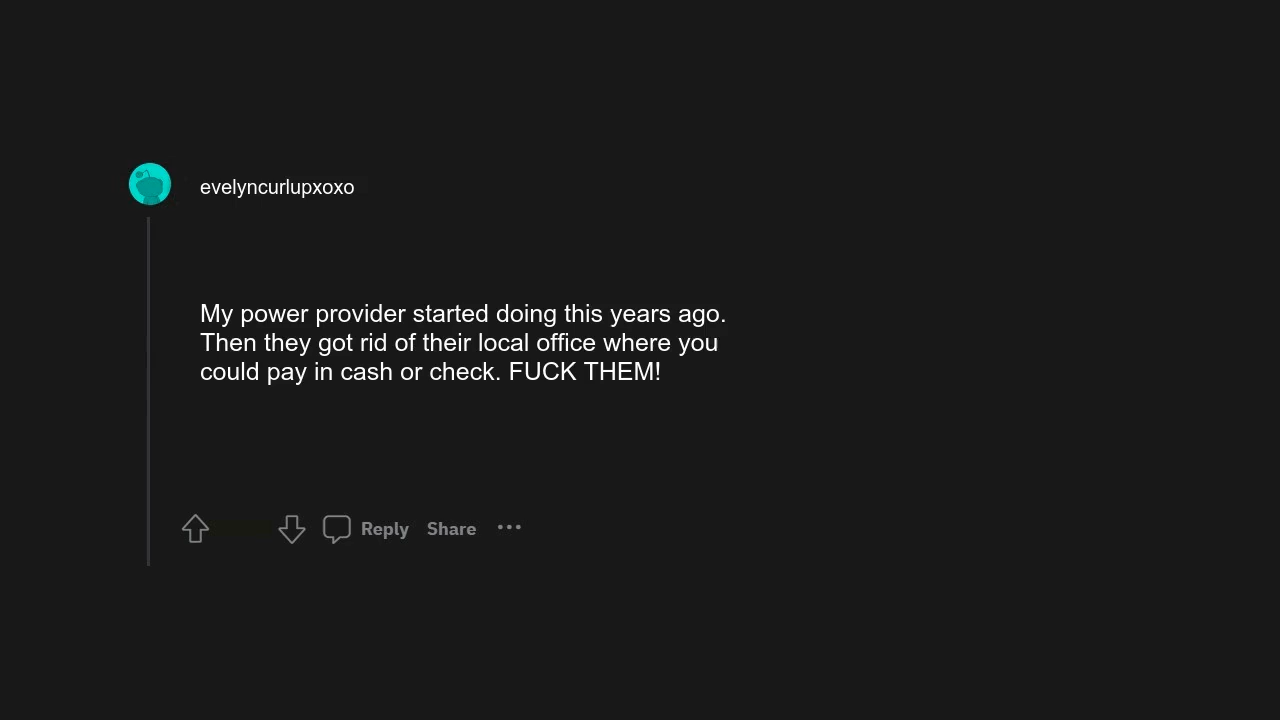 evelyncurlupxoxo
My power provider started doing this years ago.
Then they got rid of their local office where you
could pay in cash or check. FUCK THEM!
Reply Share